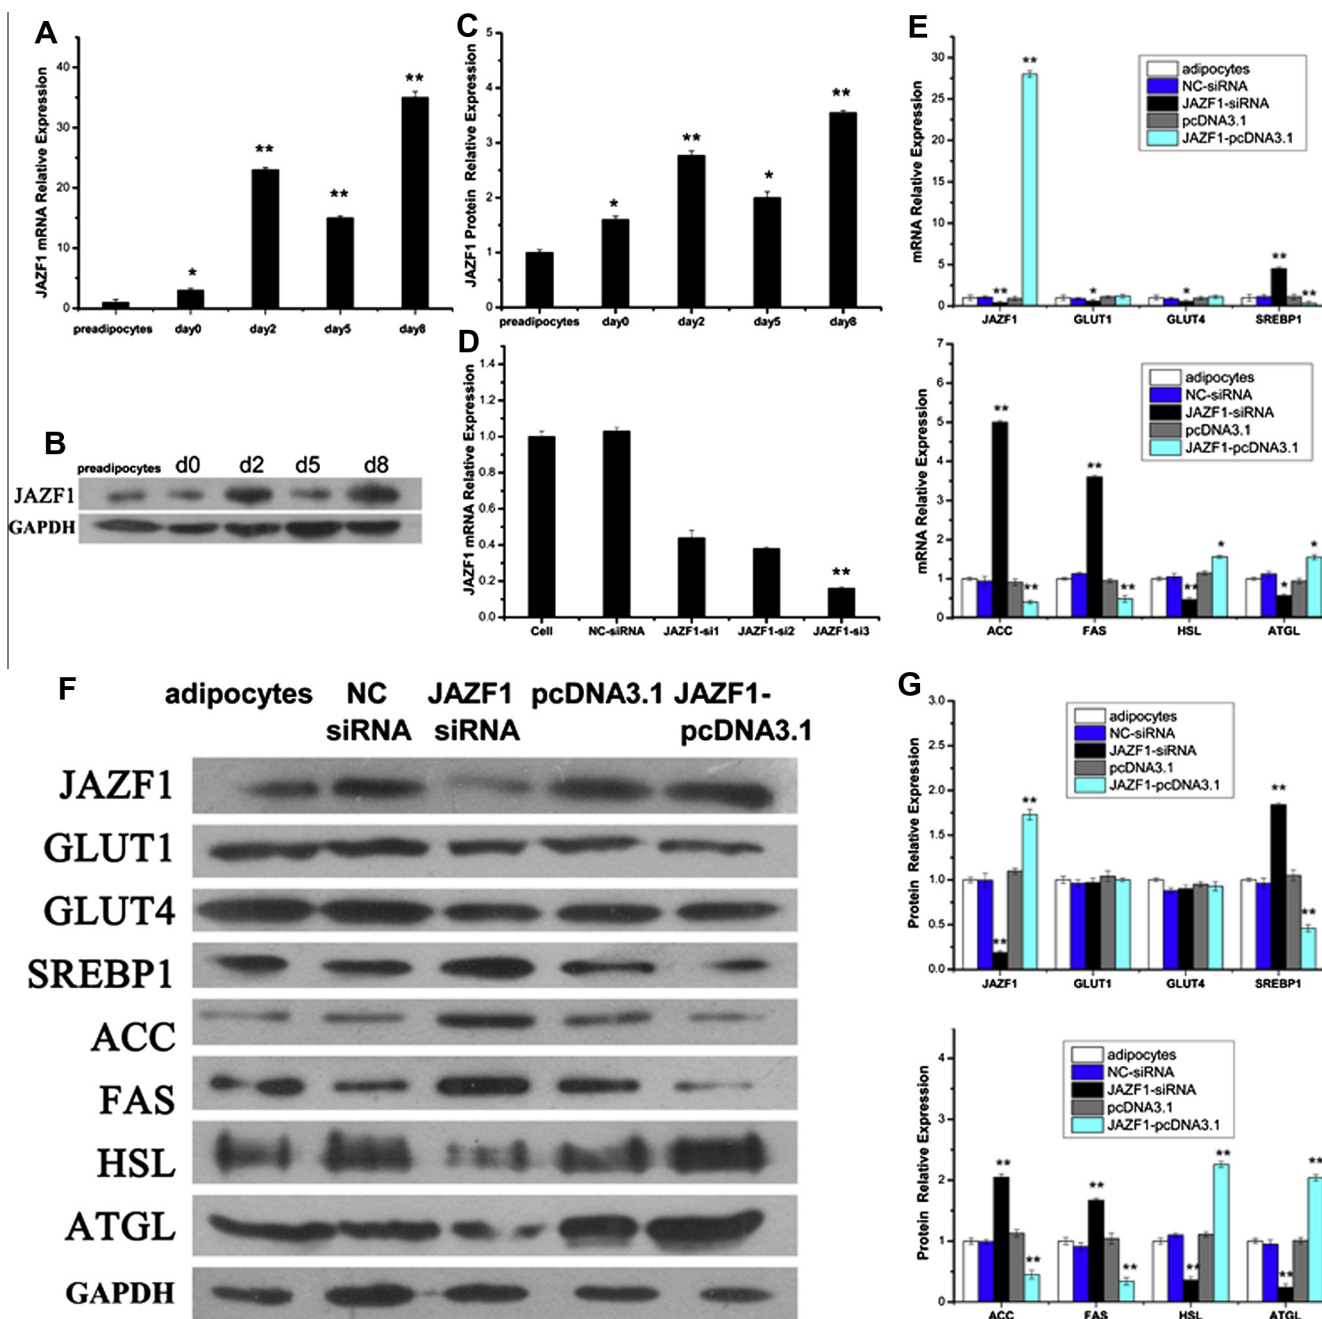 A
JAZF1 mRNA Relative Expression
40
30
20
10
0
*
**
**
**
preadipocytes day0 day2 day5 day8
B
preadipocytes d0 d2 d5 d8
JAZF1
GAPDH
C
JAZF1 Protein Relative Expression
5
4
3
2
1
0
*
**
*
**
preadipocytes day0 day2 day5 day8
D
JAZF1 mRNA Relative Expression
1.4
1.2
1.0
0.8
0.6
0.4
0.2
0.0
**
Cell NC-siRNA JAZF1-si1 JAZF1-si2 JAZF1-si3
E
mRNA Relative Expression
30
25
20
15
10
5
0
adipocytes
NC-siRNA
JAZF1-siRNA
pcDNA3.1
JAZF1-pcDNA3.1
** ** * * ** **
JAZF1 GLUT1 GLUT4 SREBP1
mRNA Relative Expression
7
6
5
4
3
2
1
0
adipocytes
NC-siRNA
JAZF1-siRNA
pcDNA3.1
JAZF1-pcDNA3.1
** ** ** ** ** * * *
ACC FAS HSL ATGL
F
adipocytes NC JAZF1 pcDNA3.1 JAZF1-
siRNA siRNA pcDNA3.1
JAZF1
GLUT1
GLUT4
SREBP1
ACC
FAS
HSL
ATGL
GAPDH
G
Protein Relative Expression
3.0
2.5
2.0
1.5
1.0
0.5
0.0
adipocytes
NC-siRNA
JAZF1-siRNA
pcDNA3.1
JAZF1-pcDNA3.1
** ** ** **
JAZF1 GLUT1 GLUT4 SREBP1
Protein Relative Expression
4
3
2
1
0
adipocytes
NC-siRNA
JAZF1-siRNA
pcDNA3.1
JAZF1-pcDNA3.1
** ** ** ** ** ** ** **
ACC FAS HSL ATGL